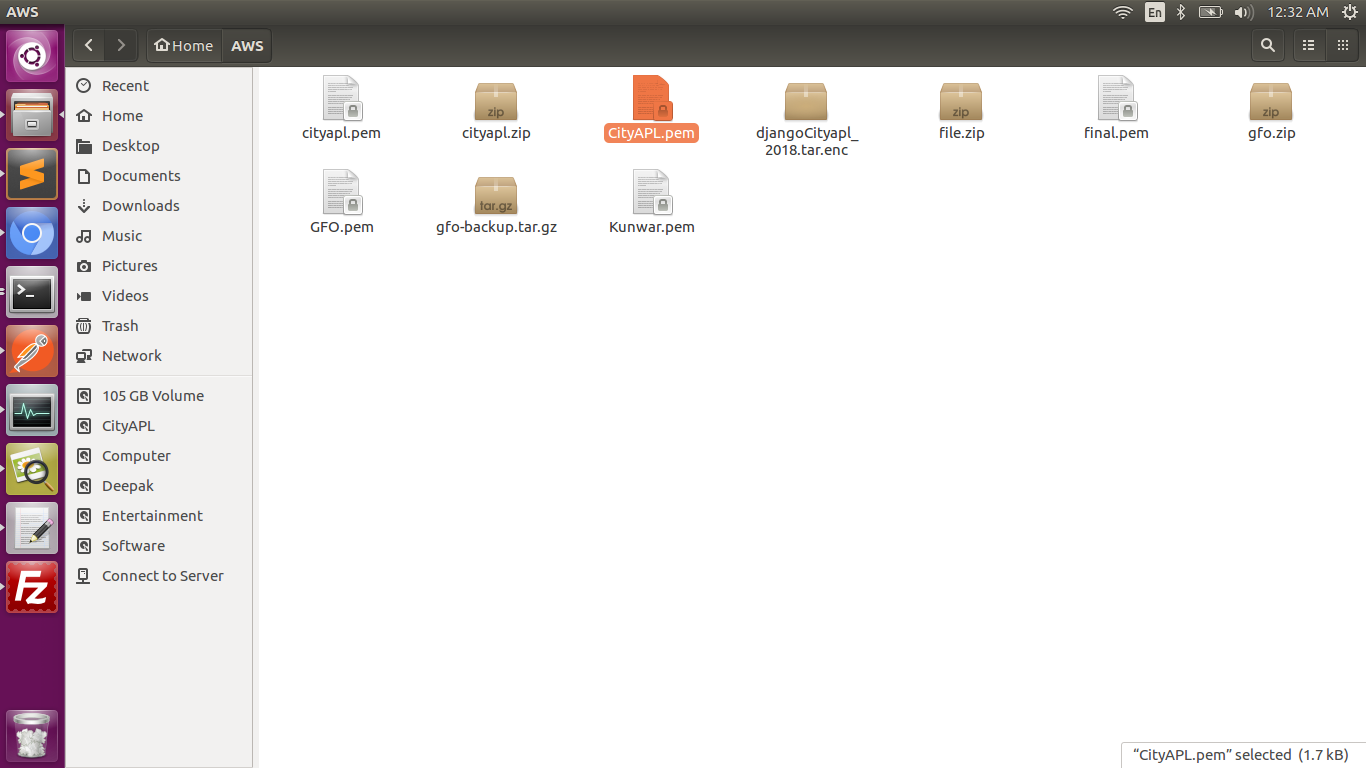 AWS
En
12:32 AM
Home
AWS
Recent
Home
Desktop
Documents
Downloads
Music
Pictures
Videos
Trash
Network
105 GB Volume
CityAPL
Computer
Deepak
Entertainment
Software
Connect to Server
cityapl.pem
zip
cityapl.zip
CityAPL.pem
djangoCityapl_
2018.tar.enc
zip
file.zip
final.pem
zip
gfo.zip
GFO.pem
tar.gz
gfo-backup.tar.gz
Kunwar.pem
>_
Fz
“CityAPL.pem” selected (1.7 kB)